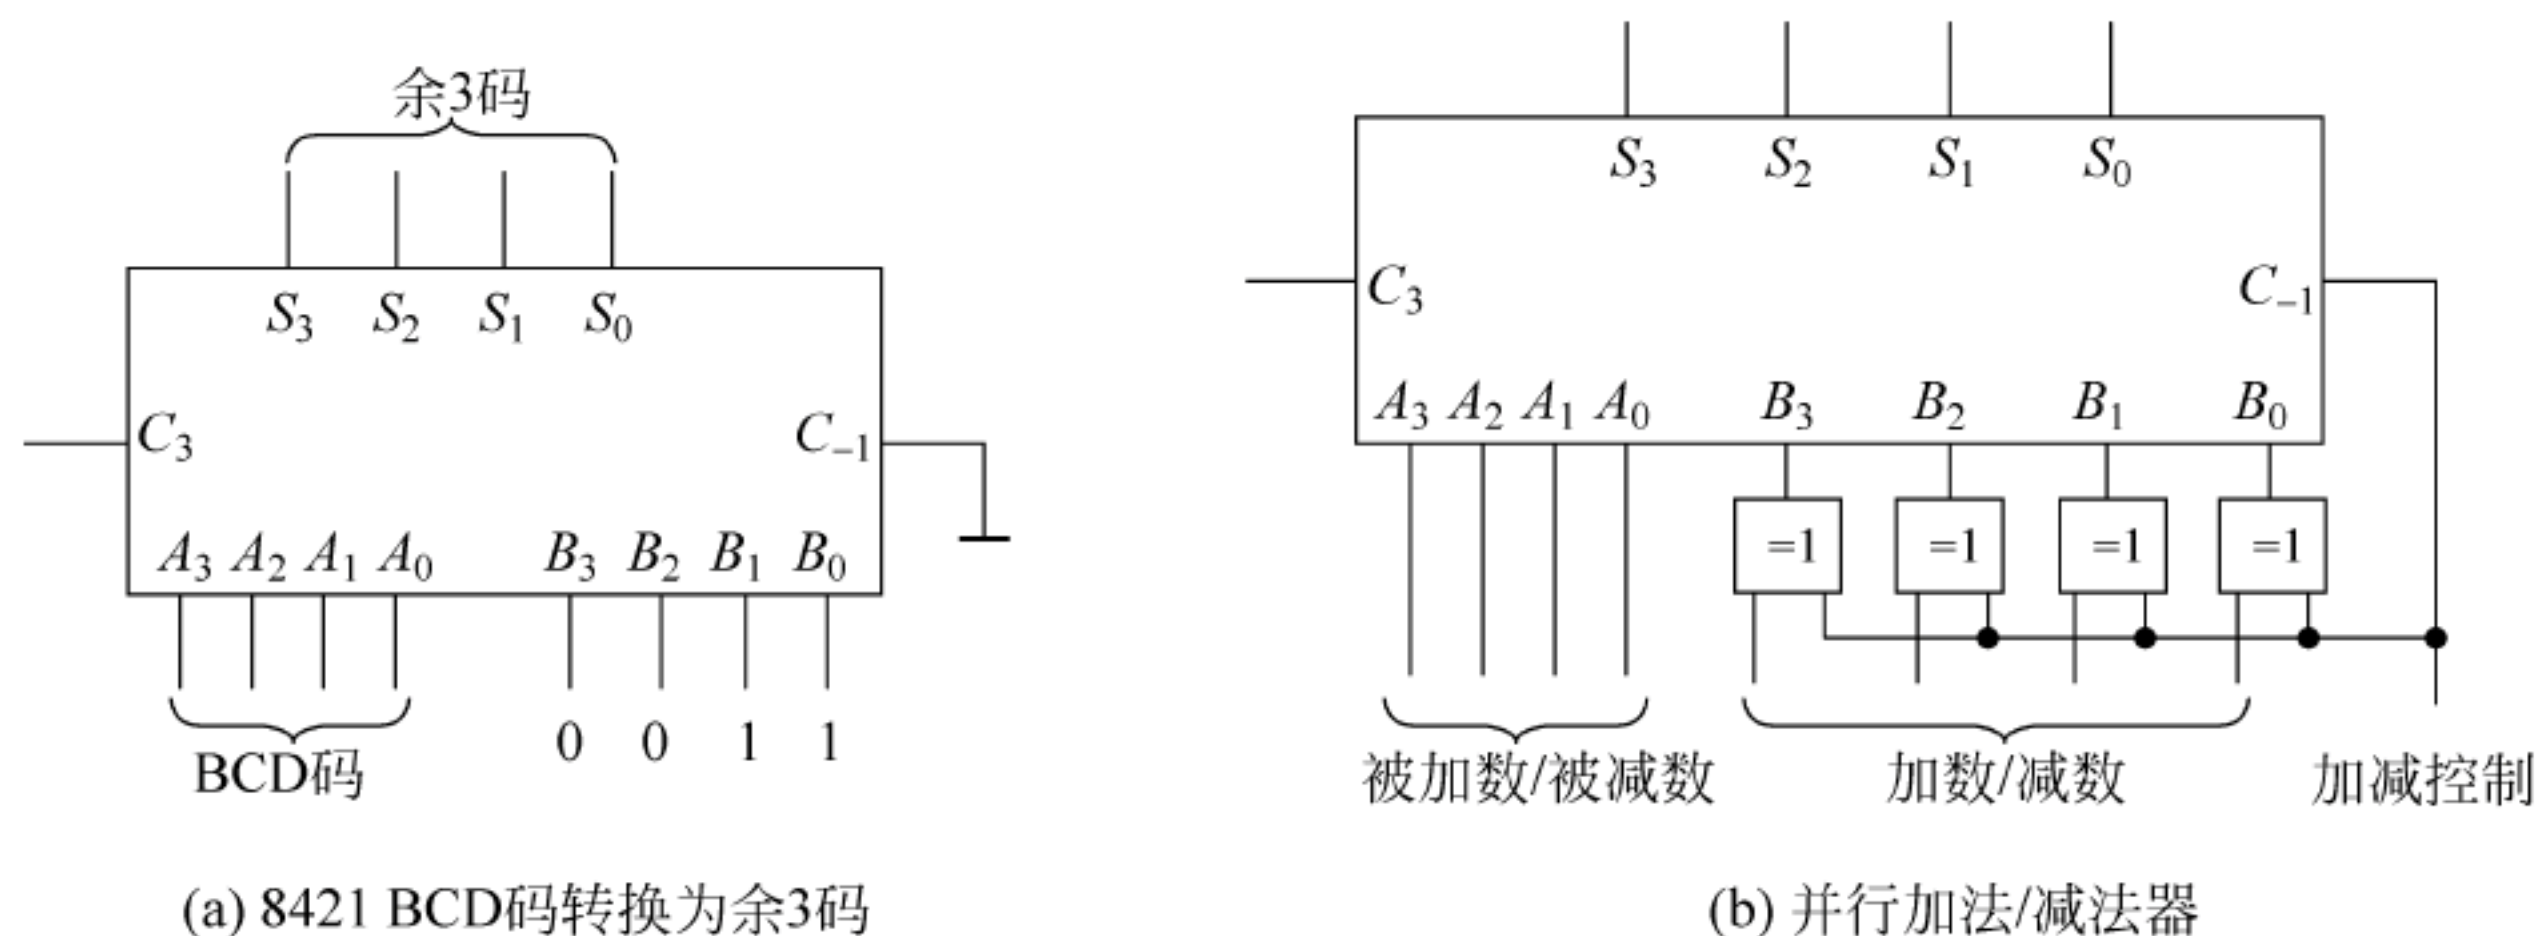 余3码
S3 S2 S1 S0
C3 C−1
A3 A2 A1 A0 B3 B2 B1 B0
0 0 1 1
BCD码
(a) 8421 BCD码转换为余3码
S3 S2 S1 S0
C3 C−1
A3 A2 A1 A0 B3 B2 B1 B0
=1 =1 =1 =1
被加数/被减数 加数/减数 加减控制
(b) 并行加法/减法器